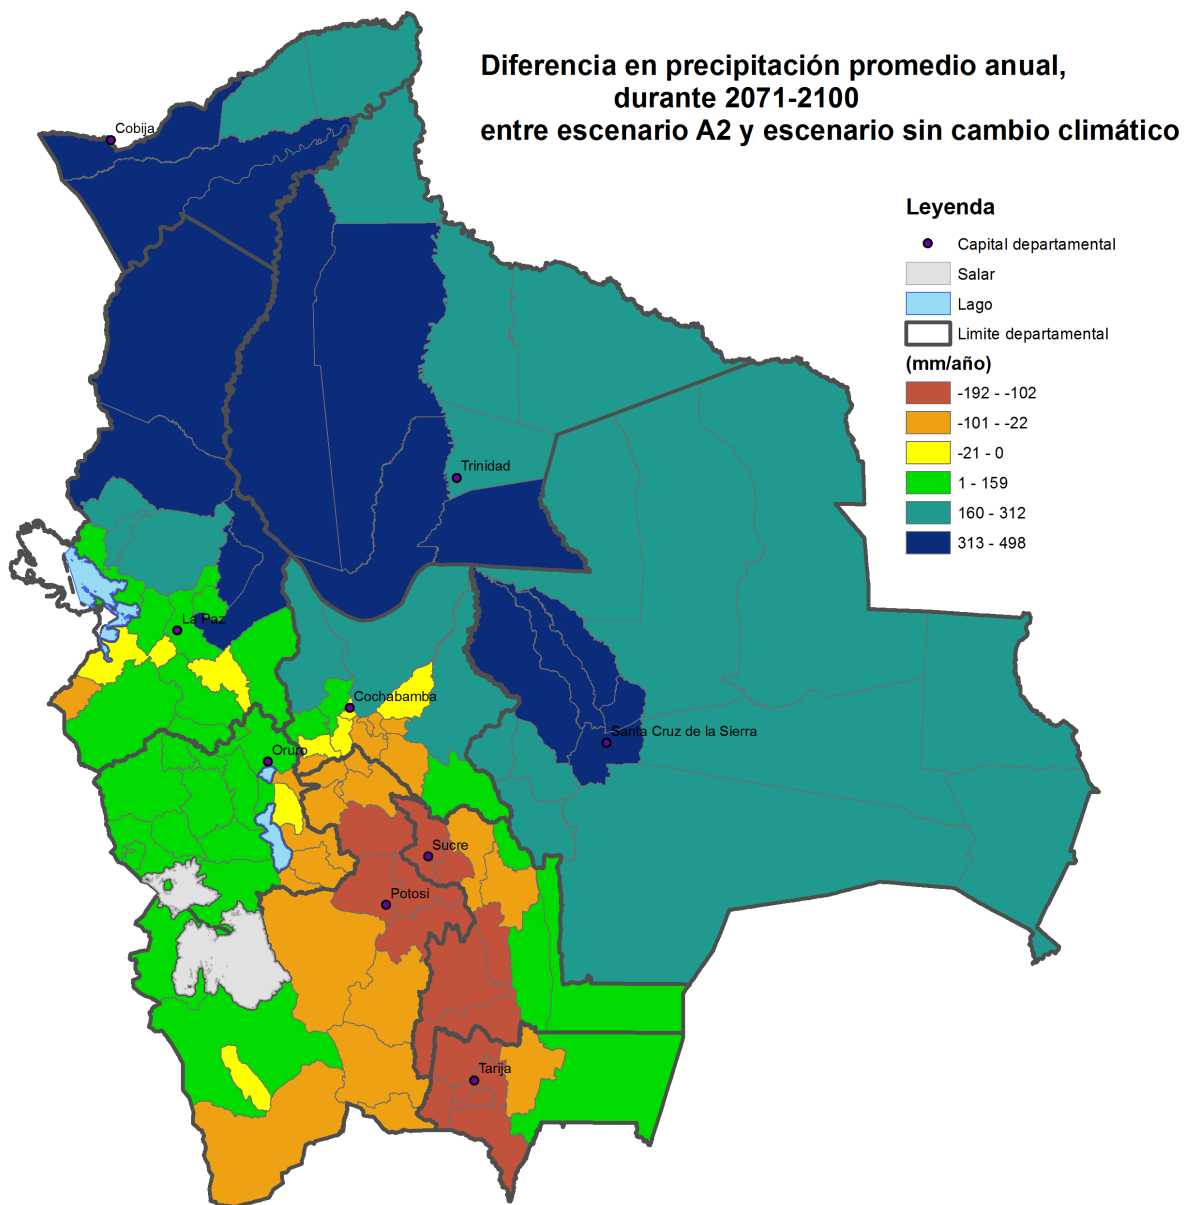 Diferencia en precipitación promedio anual,
durante 2071-2100
entre escenario A2 y escenario sin cambio climático
Leyenda
Capital departamental
Salar
Lago
Limite departamental
(mm/año)
-192 - -102
-101 - -22
-21 - 0
1 - 159
160 - 312
313 - 498
Cobija
Trinidad
La Paz
Cochabamba
Santa Cruz de la Sierra
Oruro
Sucre
Potosí
Tarija